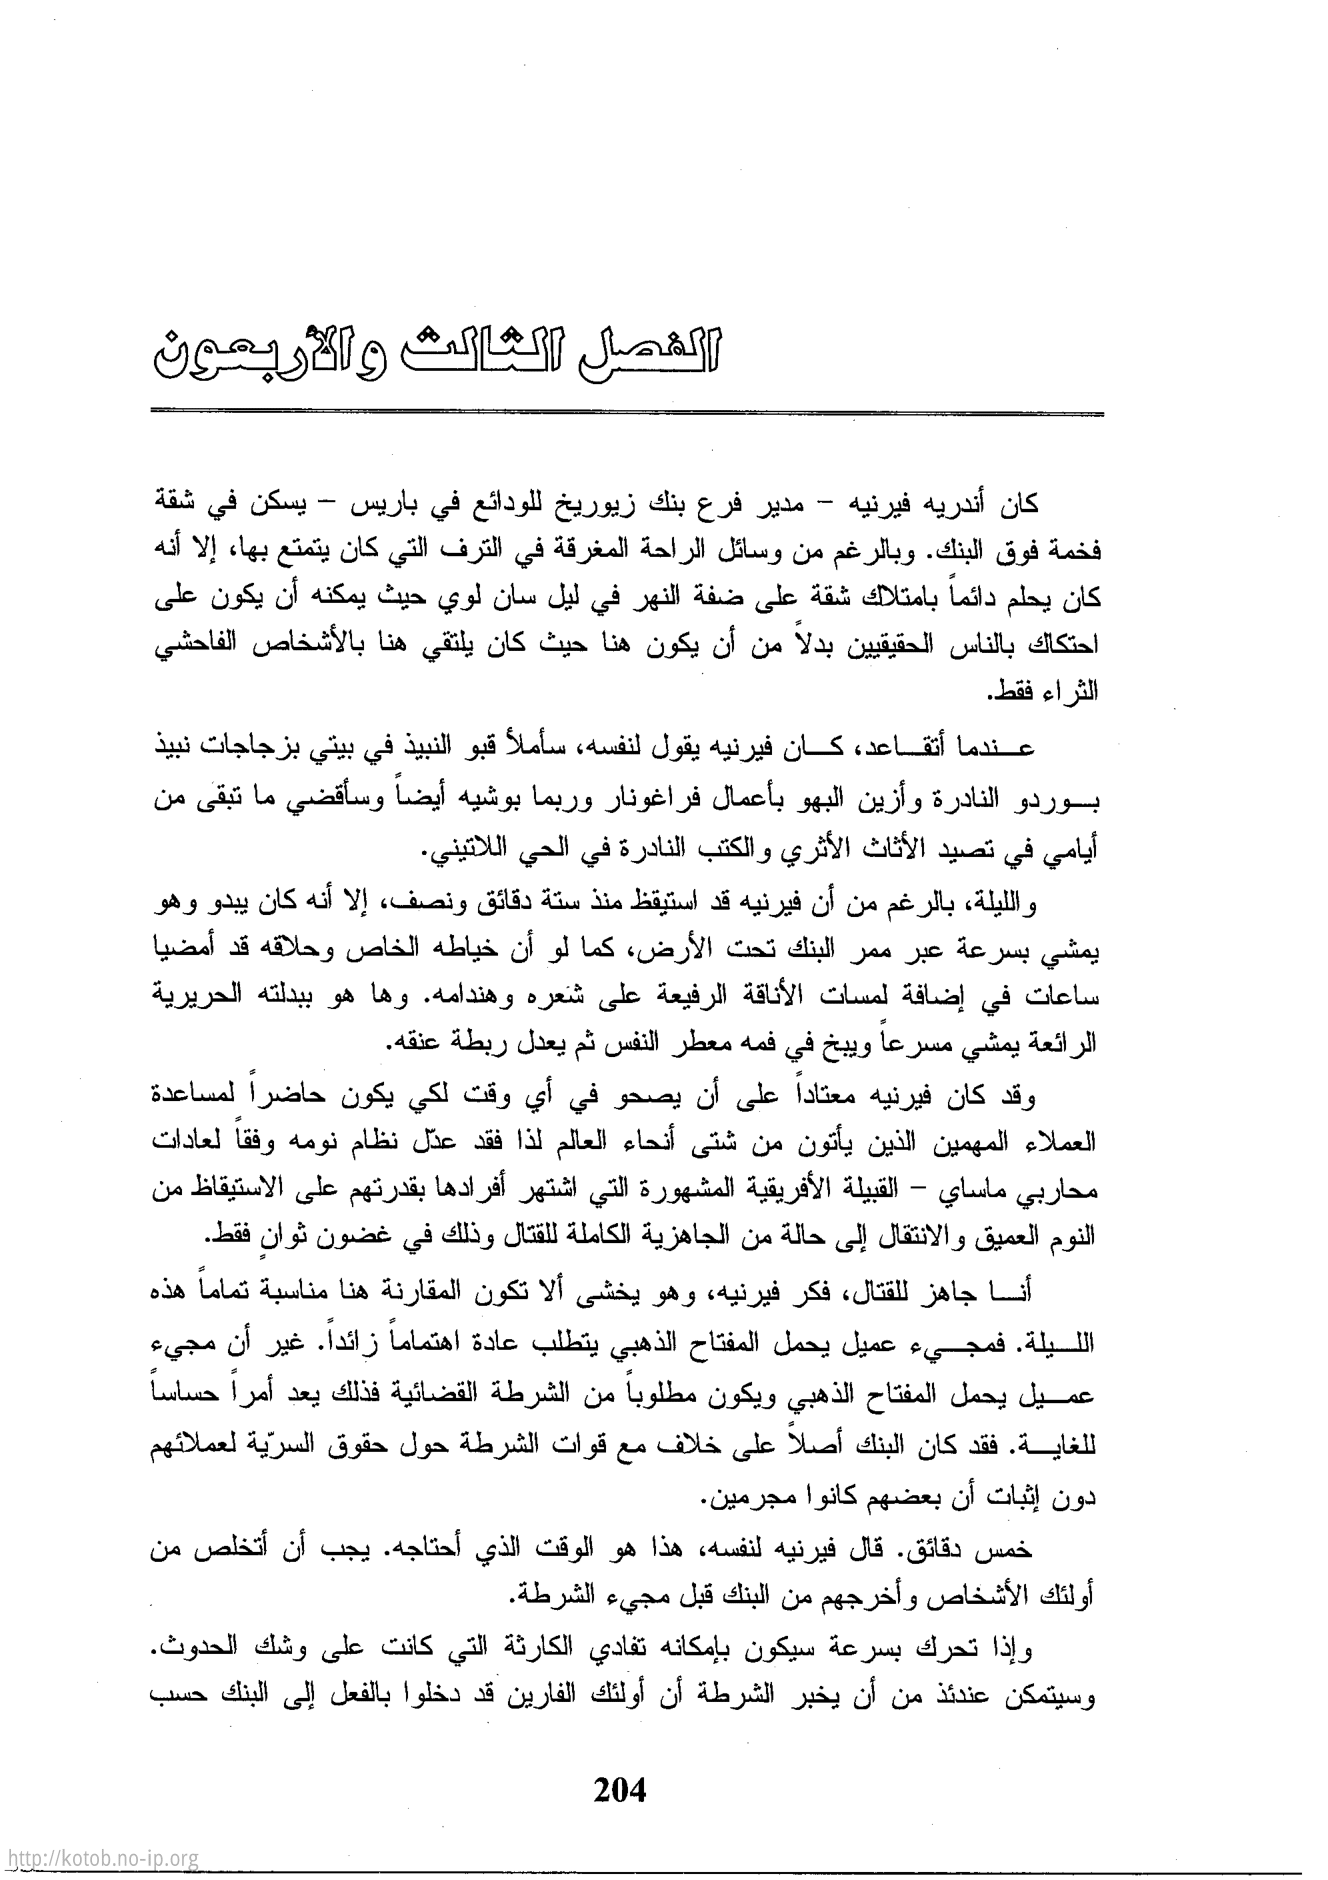 الفصل الثالث والأربعون
كان أندريه فيرنيه – مدير فرع بنك زيوريخ للودائع في باريس – يسكن في شقة
فخمة فوق البنك. وبالرغم من وسائل الراحة المغرقة في الترف التي كان يتمتع بها، إلا أنه
كان يحلم دائماً بامتلاك شقة على ضفة النهر في ليل سان لوي حيث يمكنه أن يكون على
احتكاك بالناس الحقيقيين بدلاً من أن يكون هنا حيث كان يلتقي هنا بالأشخاص الفاحشي
الثراء فقط.
عـــندما أتقـــاعد، كـــان فيرنيه يقول لنفسه، سأملأ قبو النبيذ في بيتي بزجاجات نبيذ
بـــوردو النادرة وأزين البهو بأعمال فراغونار وربما بوشيه أيضاً وسأقضي ما تبقى من
أيامي في تصيد الأثاث الأثري والكتب النادرة في الحي اللاتيني.
والليلة، بالرغم من أن فيرنيه قد استيقظ منذ ستة دقائق ونصف، إلا أنه كان يبدو وهو
يمشي بسرعة عبر ممر البنك تحت الأرض، كما لو أن خياطه الخاص وحلاقه قد أمضيا
ساعات في إضافة لمسات الأناقة الرفيعة على شعره وهندامه. وها هو ببدلته الحريرية
الرائعة يمشي مسرعاً ويبخ في فمه معطر النفس ثم يعدل ربطة عنقه.
وقد كان فيرنيه معتاداً على أن يصحو في أي وقت لكي يكون حاضراً لمساعدة
العملاء المهمين الذين يأتون من شتى أنحاء العالم لذا فقد عدّل نظام نومه وفقاً لعادات
محاربي ماساي – القبيلة الأفريقية المشهورة التي اشتهر أفرادها بقدرتهم على الاستيقاظ من
النوم العميق والانتقال إلى حالة من الجاهزية الكاملة للقتال وذلك في غضون ثوانٍ فقط.
أنـــا جاهز للقتال، فكر فيرنيه، وهو يخشى ألا تكون المقارنة هنا مناسبة تماماً هذه
اللـــيلة. فمجـــيء عميل يحمل المفتاح الذهبي يتطلب عادة اهتماماً زائداً. غير أن مجيء
عمـــيل يحمل المفتاح الذهبي ويكون مطلوباً من الشرطة القضائية فذلك يعد أمراً حساساً
للغايـــة. فقد كان البنك أصلاً على خلاف مع قوات الشرطة حول حقوق السرّية لعملائهم
دون إثبات أن بعضهم كانوا مجرمين.
خمس دقائق. قال فيرنيه لنفسه، هذا هو الوقت الذي أحتاجه. يجب أن أتخلص من
أولئك الأشخاص وأخرجهم من البنك قبل مجيء الشرطة.
وإذا تحرك بسرعة سيكون بإمكانه تفادي الكارثة التي كانت على وشك الحدوث.
وسيتمكن عندئذ من أن يخبر الشرطة أن أولئك الفارين قد دخلوا بالفعل إلى البنك حسب
204
http://kotob.no-ip.org